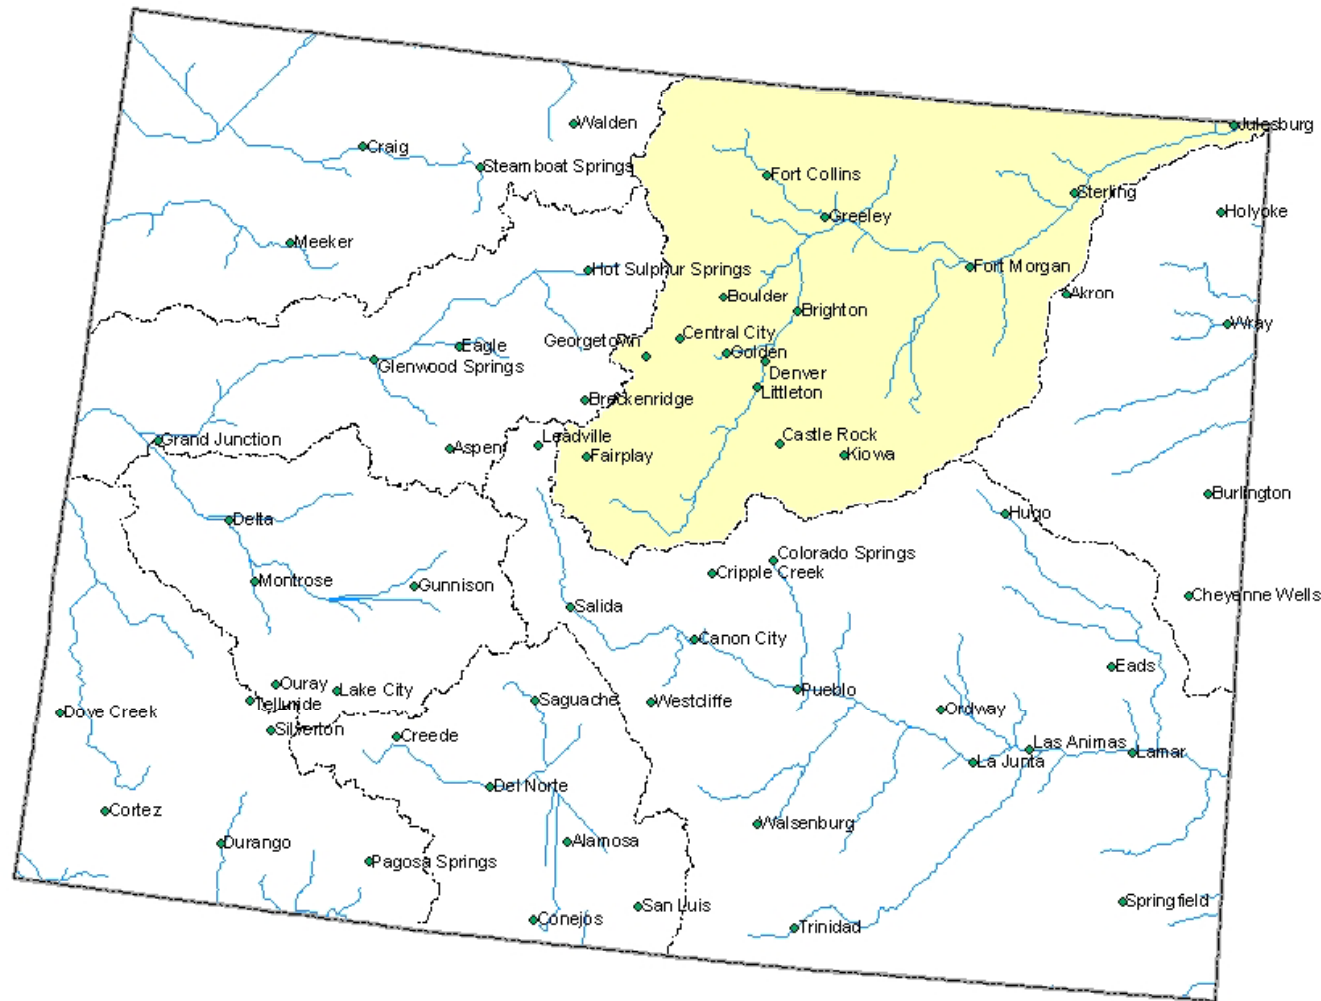 Julesburg
Walden
Craig
Steamboat Springs
Fort Collins
Sterling
Holyoke
Greeley
Meeker
Hot Sulphur Springs
Fort Morgan
Boulder
Akron
Brighton
Wray
Central City
Georgetown
Eagle
Golden
Glenwood Springs
Denver
Littleton
Breckenridge
Grand Junction
Leadville
Castle Rock
Aspen
Fairplay
Kiowa
Burlington
Delta
Hugo
Colorado Springs
Cripple Creek
Montrose
Gunnison
Cheyenne Wells
Salida
Canon City
Eads
Ouray
Lake City
Pueblo
Telluride
Saguache
Westcliffe
Dove Creek
Ordway
Silverton
Creede
Las Animas
Lamar
La Junta
Del Norte
Cortez
Walsenburg
Durango
Alamosa
Pagosa Springs
Springfield
San Luis
Conejos
Trinidad